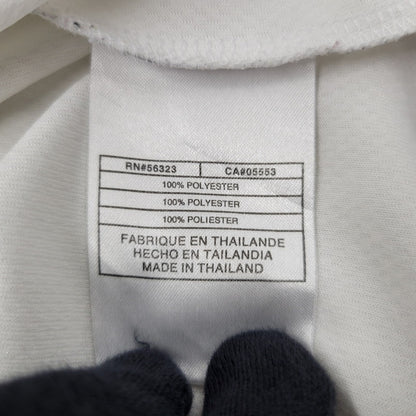 RN#56323 CA#05553
100% POLYESTER
100% POLYESTER
100% POLIESTER
FABRIQUE EN THAILANDE
HECHO EN TAILANDIA
MADE IN THAILAND